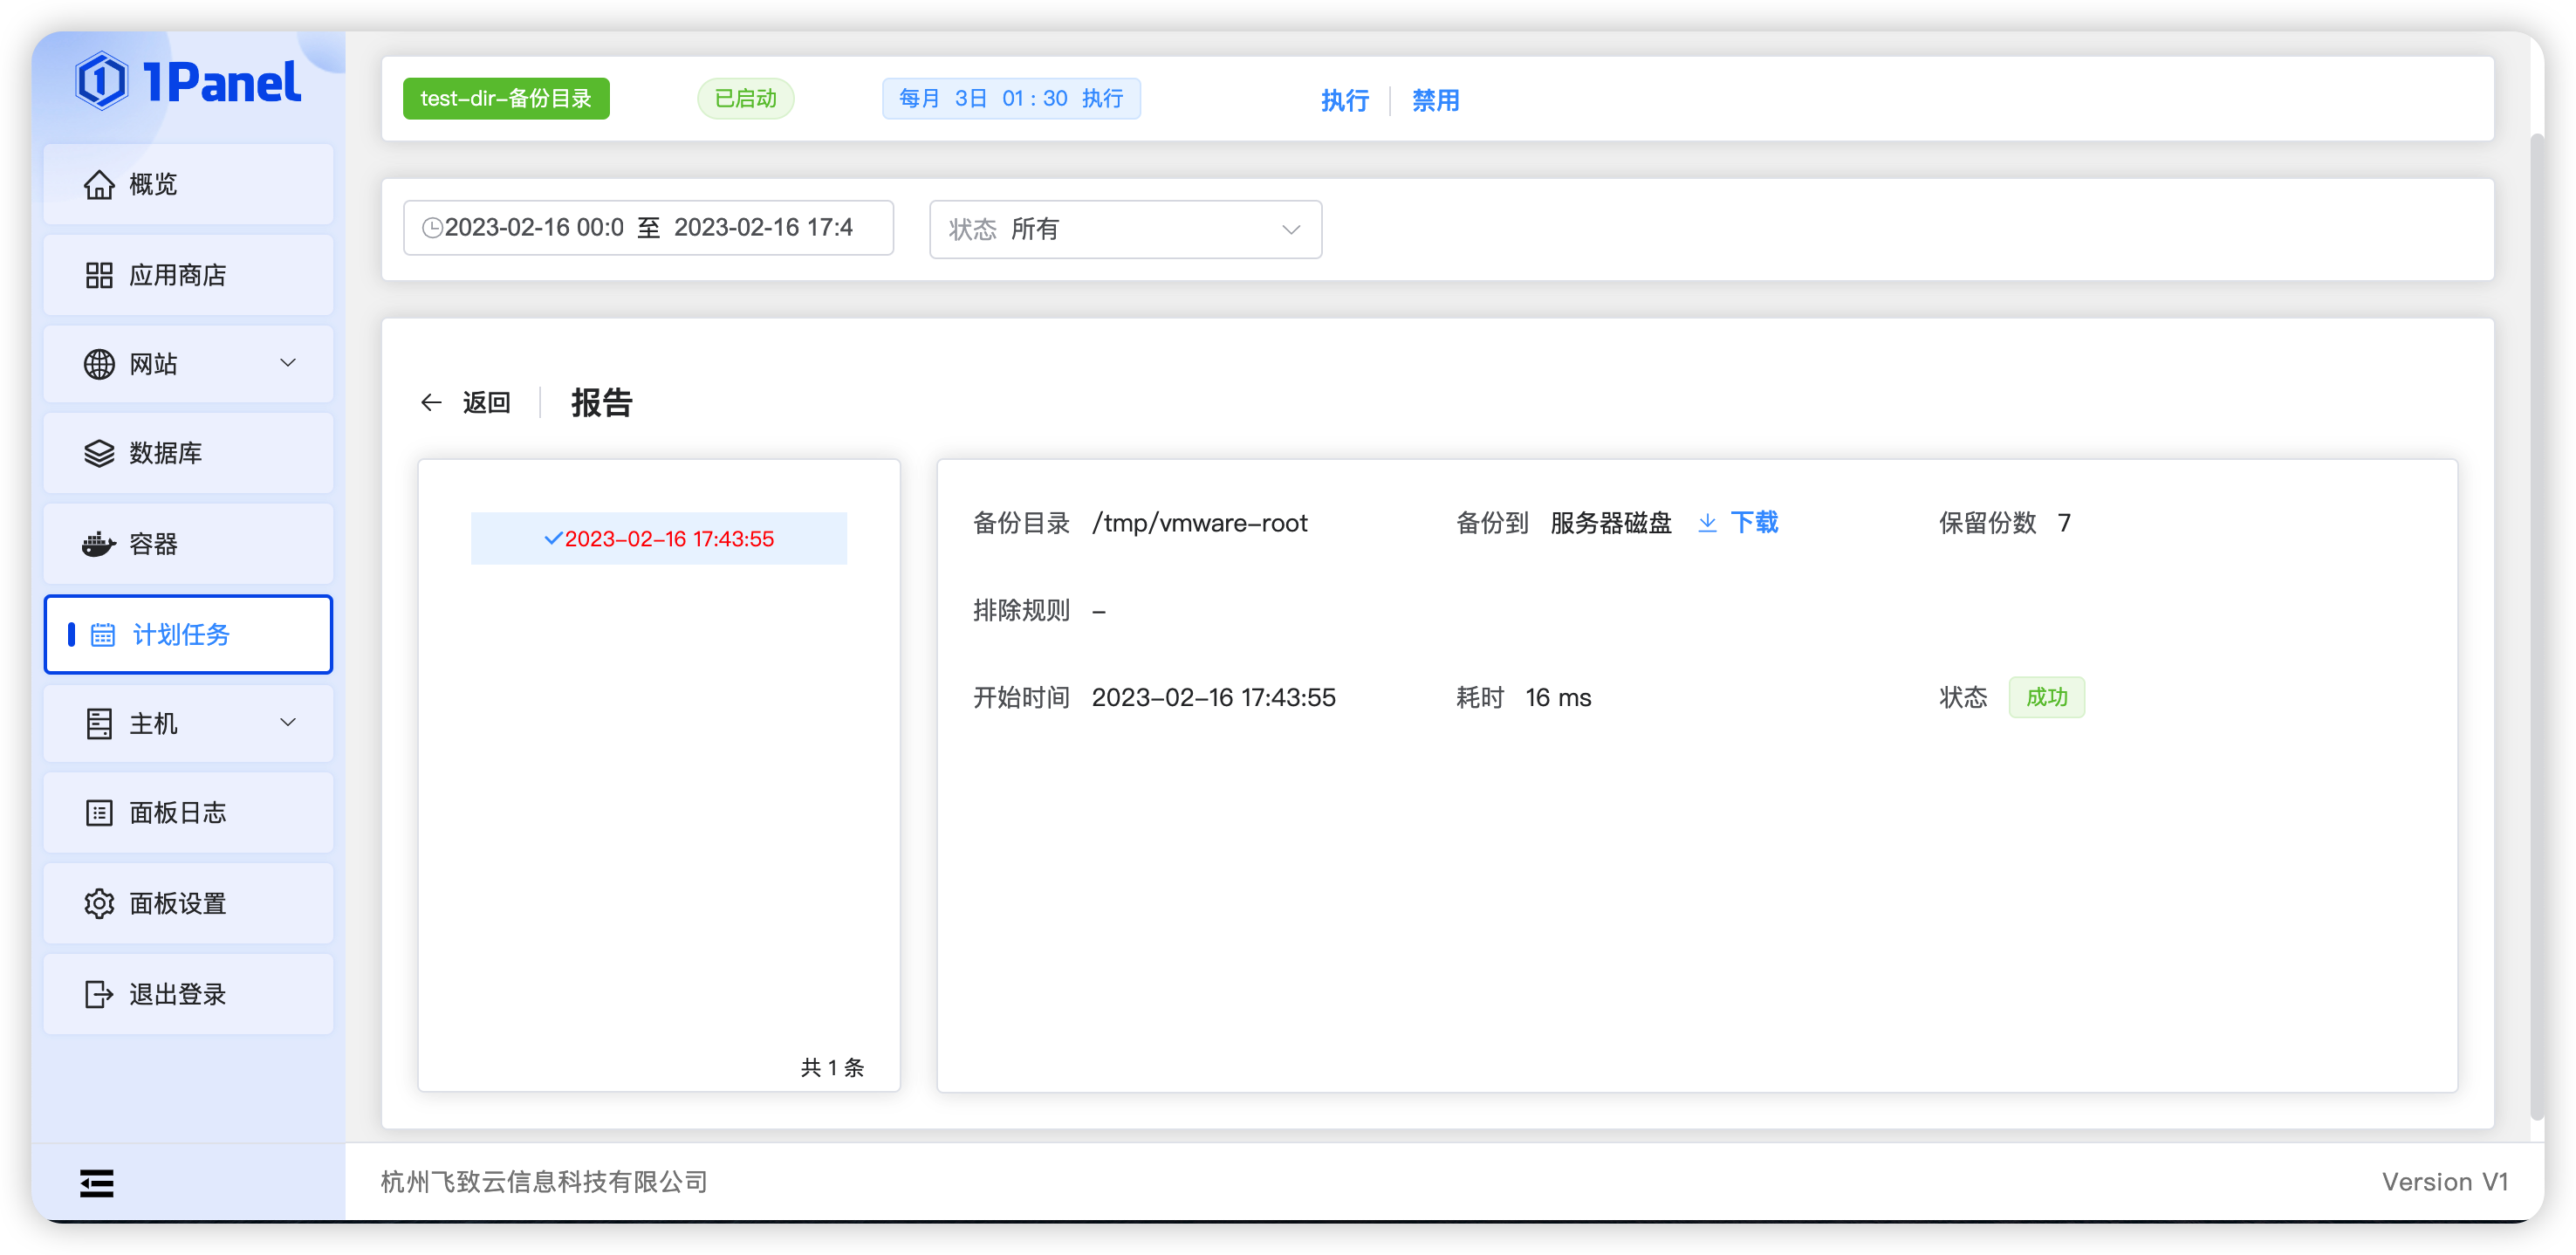 1Panel
概览
应用商店
网站
数据库
容器
计划任务
主机
面板日志
面板设置
退出登录
test-dir-备份目录 已启动 每月 3日 01 : 30 执行 执行 禁用
2023-02-16 00:0 至 2023-02-16 17:4 状态 所有
返回 报告
2023-02-16 17:43:55
共 1 条
备份目录 /tmp/vmware-root 备份到 服务器磁盘 下载 保留份数 7
排除规则 -
开始时间 2023-02-16 17:43:55 耗时 16 ms 状态 成功
杭州飞致云信息科技有限公司 Version V1